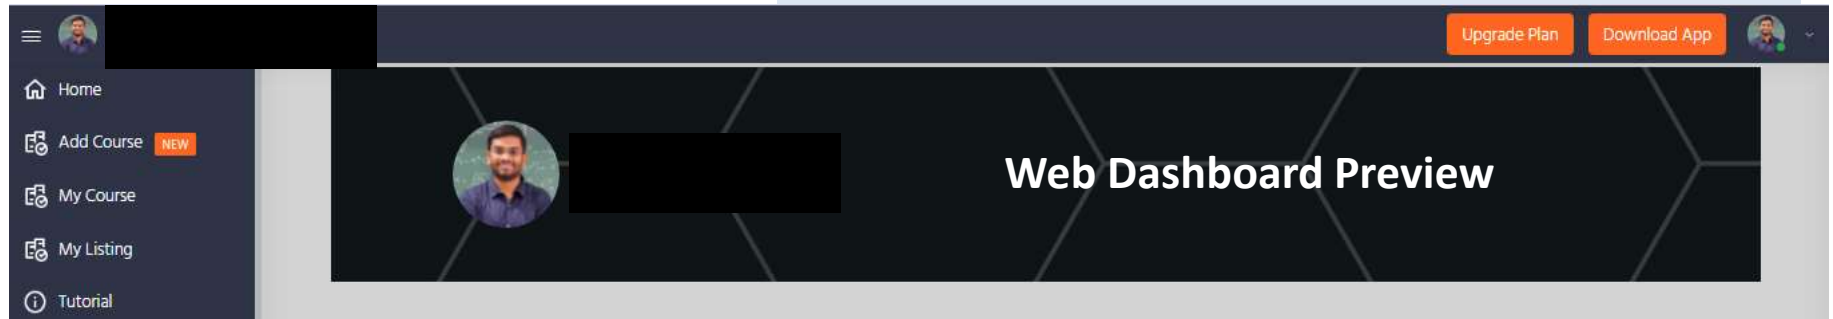 Upgrade Plan
Download App
Home
Add Course NEW
My Course
My Listing
Tutorial
Web Dashboard Preview